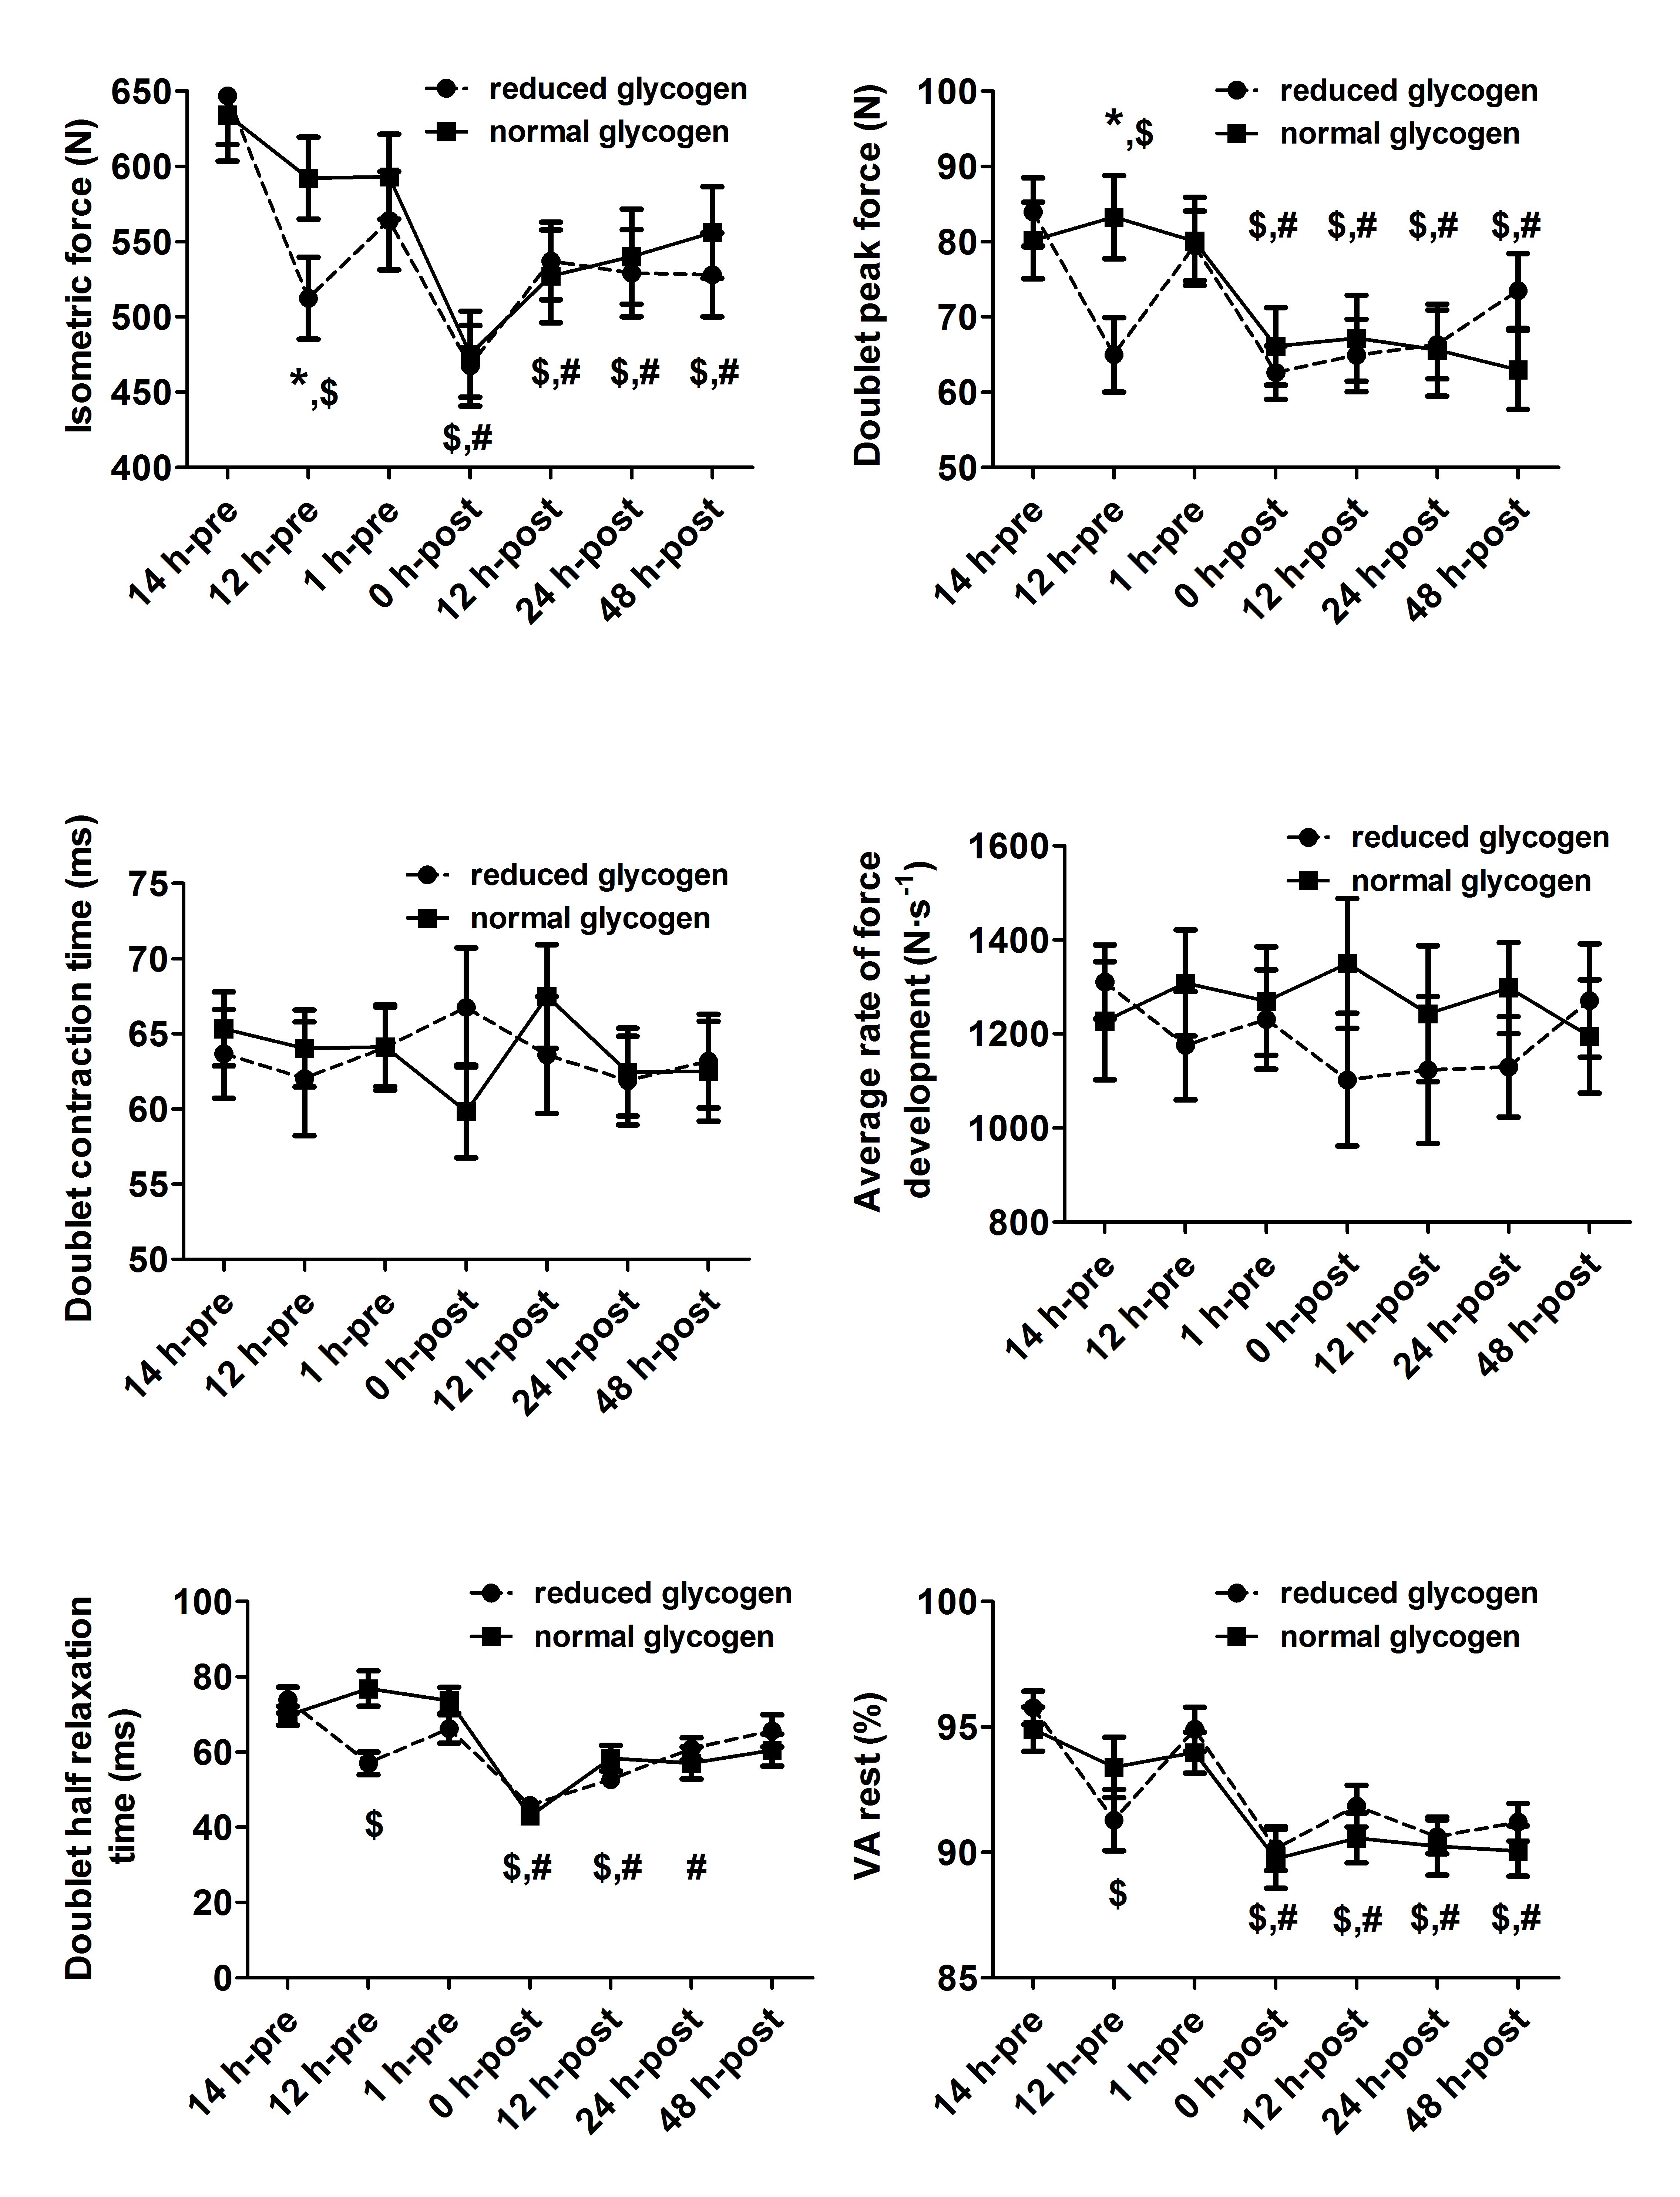 Isometric force (N)
650
600
550
500
450
400
reduced glycogen
normal glycogen
*,$
$,#
$,#
$,#
$,#
14 h-pre
12 h-pre
1 h-pre
0 h-post
12 h-post
24 h-post
48 h-post
Doublet peak force (N)
100
90
80
70
60
50
reduced glycogen
normal glycogen
*,$
$,#
$,#
$,#
$,#
14 h-pre
12 h-pre
1 h-pre
0 h-post
12 h-post
24 h-post
48 h-post
Doublet contraction time (ms)
75
70
65
60
55
50
reduced glycogen
normal glycogen
14 h-pre
12 h-pre
1 h-pre
0 h-post
12 h-post
24 h-post
48 h-post
Average rate of force
development (N·s⁻¹)
1600
1400
1200
1000
800
reduced glycogen
normal glycogen
14 h-pre
12 h-pre
1 h-pre
0 h-post
12 h-post
24 h-post
48 h-post
Doublet half relaxation
time (ms)
100
80
60
40
20
0
reduced glycogen
normal glycogen
$
$,#
$,#
#
14 h-pre
12 h-pre
1 h-pre
0 h-post
12 h-post
24 h-post
48 h-post
VA rest (%)
100
95
90
85
reduced glycogen
normal glycogen
$
$,#
$,#
$,#
$,#
14 h-pre
12 h-pre
1 h-pre
0 h-post
12 h-post
24 h-post
48 h-post